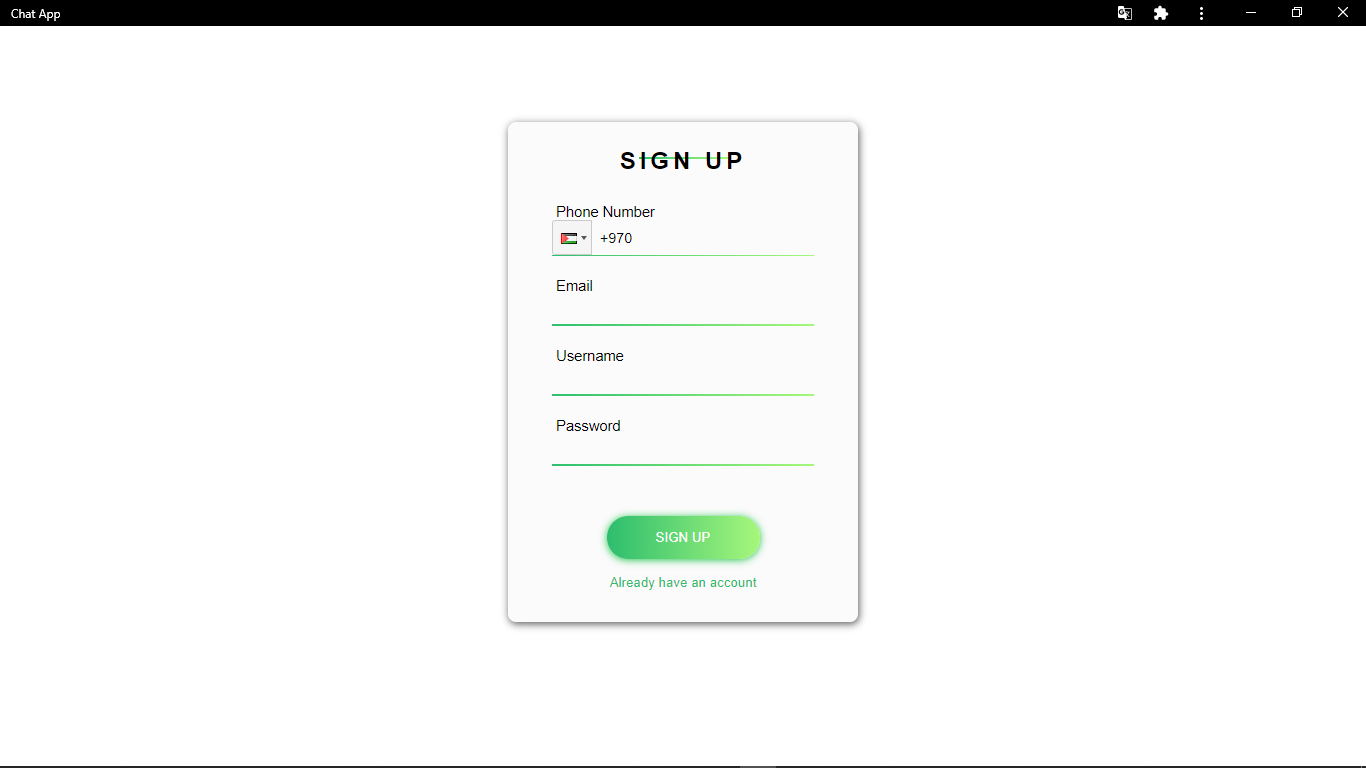 Chat App
SIGN UP
Phone Number
+970
Email
Username
Password
SIGN UP
Already have an account